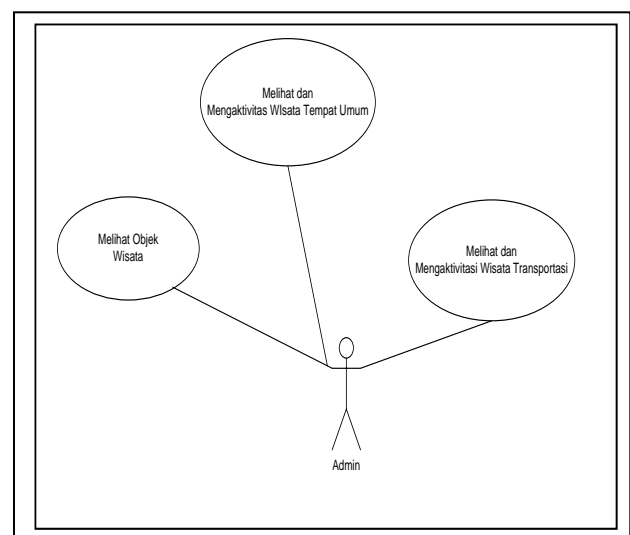 Melihat dan
Mengaktivitas WIsata Tempat Umum
Melihat Objek
Wisata
Melihat dan
Mengaktivitasi Wisata Transportasi
Admin